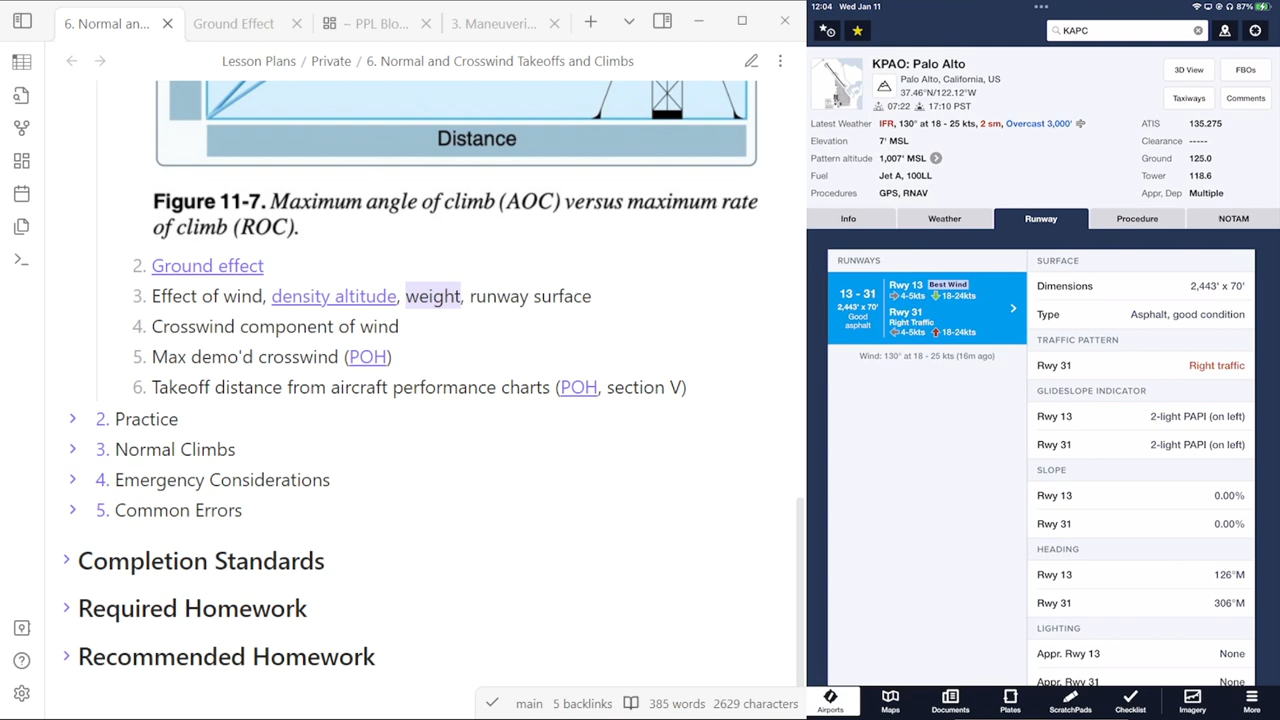 6. Normal an...
Ground Effect
– PPL Blo...
3. Maneuveri...
Lesson Plans / Private / 6. Normal and Crosswind Takeoffs and Climbs
Distance
Figure 11-7. Maximum angle of climb (AOC) versus maximum rate
of climb (ROC).
2. Ground effect
3. Effect of wind, density altitude, weight, runway surface
4. Crosswind component of wind
5. Max demo'd crosswind (POH)
6. Takeoff distance from aircraft performance charts (POH, section V)
2. Practice
3. Normal Climbs
4. Emergency Considerations
5. Common Errors
Completion Standards
Required Homework
Recommended Homework
main 5 backlinks 385 words 2629 characters
12:04 Wed Jan 11
87%
KAPC
KPAO: Palo Alto
Palo Alto, California, US
37.46°N/122.12°W
07:22 17:10 PST
3D View
FBOs
Taxiways
Comments
Latest Weather IFR, 130° at 18 - 25 kts, 2 sm, Overcast 3,000'
Elevation 7' MSL
Pattern altitude 1,007' MSL
Fuel Jet A, 100LL
Procedures GPS, RNAV
ATIS 135.275
Clearance -----
Ground 125.0
Tower 118.6
Appr, Dep Multiple
Info
Weather
Runway
Procedure
NOTAM
RUNWAYS
13 - 31
2,443' x 70'
Good
asphalt
Rwy 13 Best Wind
4-5kts 18-24kts
Rwy 31
Right Traffic
4-5kts 18-24kts
Wind: 130° at 18 - 25 kts (16m ago)
SURFACE
Dimensions 2,443' x 70'
Type Asphalt, good condition
TRAFFIC PATTERN
Rwy 31 Right traffic
GLIDESLOPE INDICATOR
Rwy 13 2-light PAPI (on left)
Rwy 31 2-light PAPI (on left)
SLOPE
Rwy 13 0.00%
Rwy 31 0.00%
HEADING
Rwy 13 126°M
Rwy 31 306°M
LIGHTING
Appr. Rwy 13 None
Appr. Rwy 31 None
Airports
Maps
Documents
Plates
ScratchPads
Checklist
Imagery
More